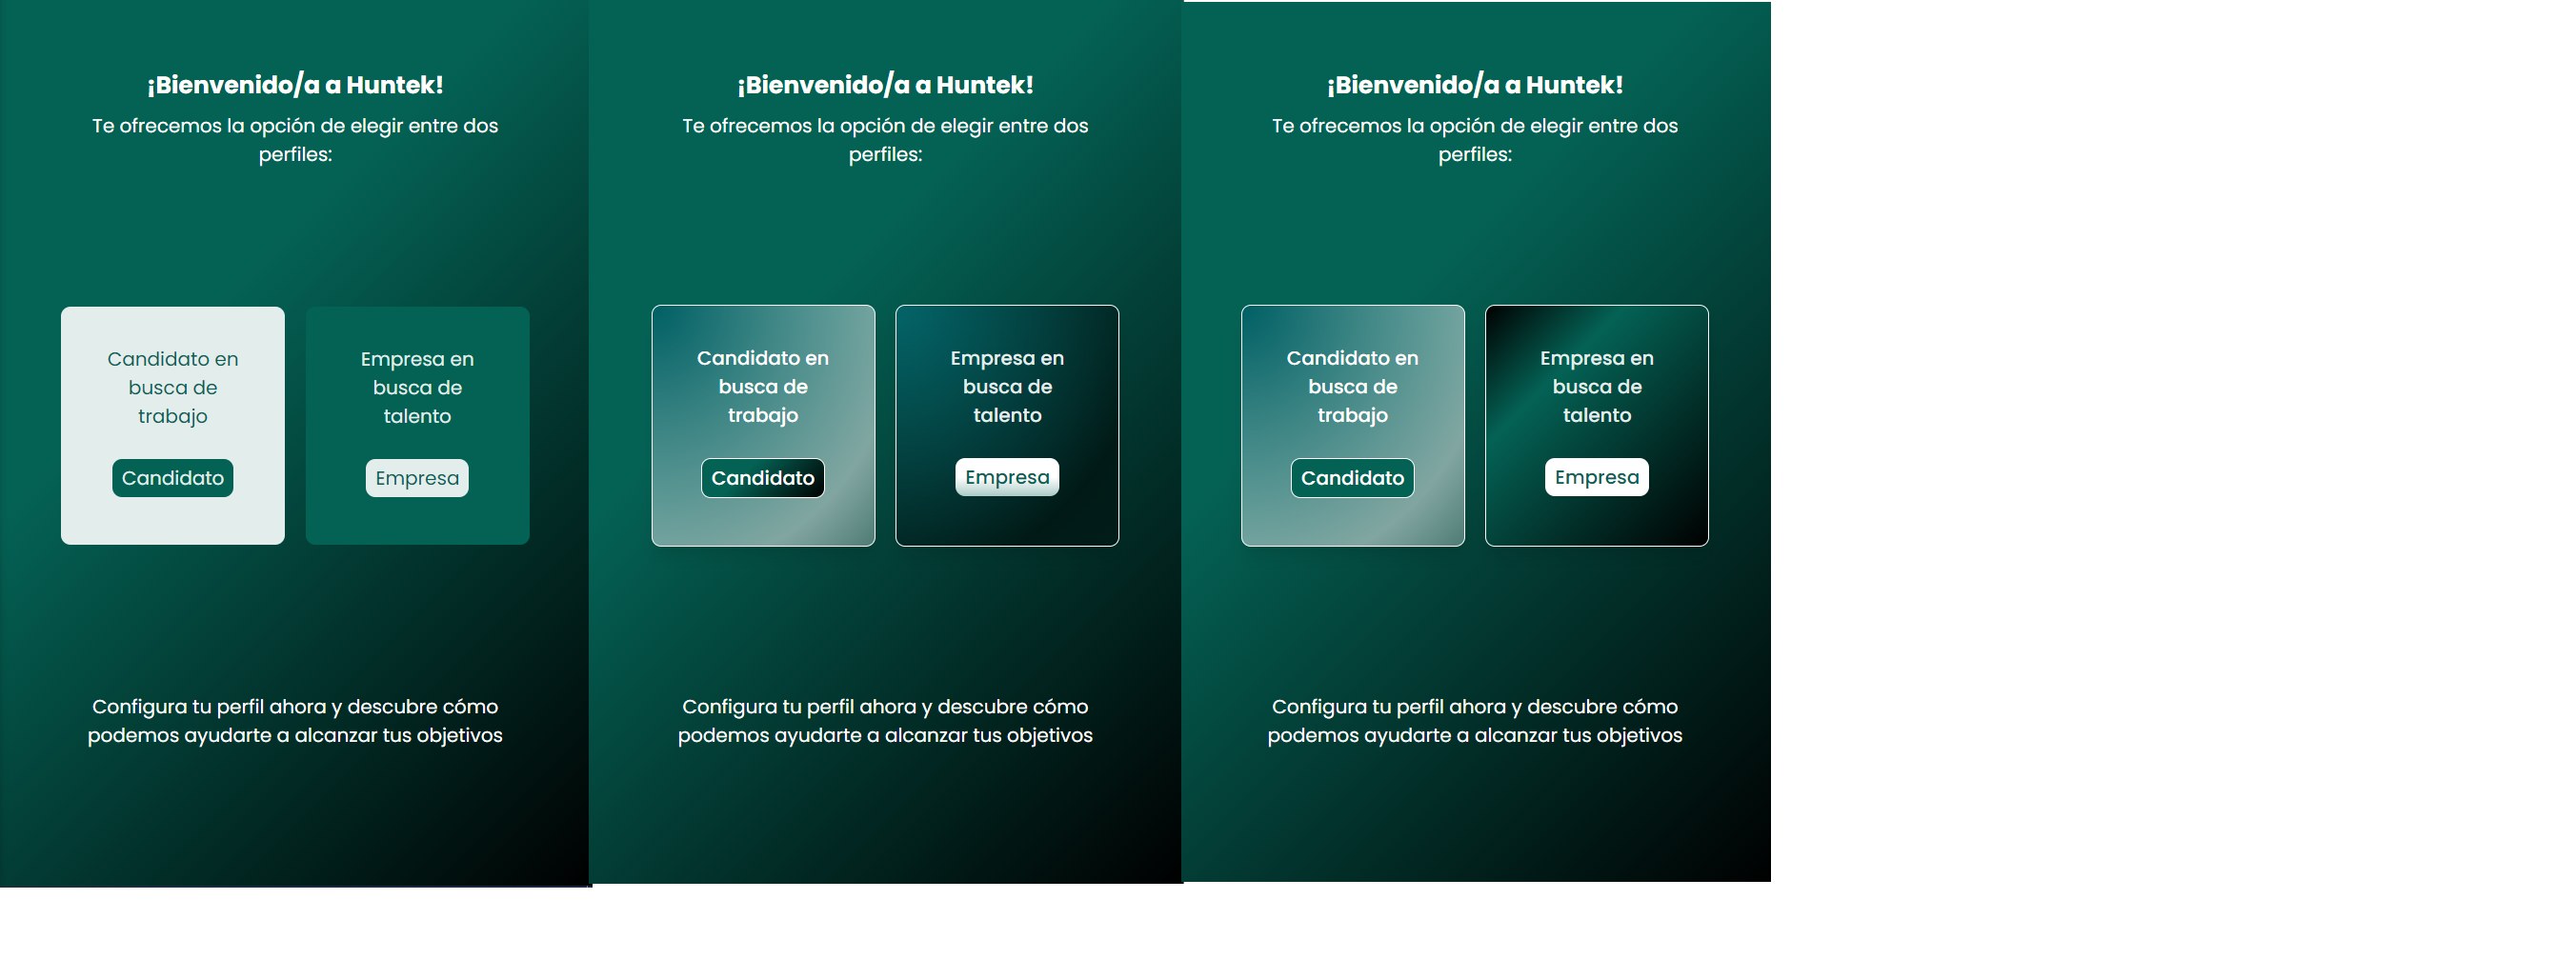 ¡Bienvenido/a a Huntek!
Te ofrecemos la opción de elegir entre dos
perfiles:
Candidato en
busca de
trabajo
Candidato
Empresa en
busca de
talento
Empresa
Configura tu perfil ahora y descubre cómo
podemos ayudarte a alcanzar tus objetivos
¡Bienvenido/a a Huntek!
Te ofrecemos la opción de elegir entre dos
perfiles:
Candidato en
busca de
trabajo
Candidato
Empresa en
busca de
talento
Empresa
Configura tu perfil ahora y descubre cómo
podemos ayudarte a alcanzar tus objetivos
¡Bienvenido/a a Huntek!
Te ofrecemos la opción de elegir entre dos
perfiles:
Candidato en
busca de
trabajo
Candidato
Empresa en
busca de
talento
Empresa
Configura tu perfil ahora y descubre cómo
podemos ayudarte a alcanzar tus objetivos